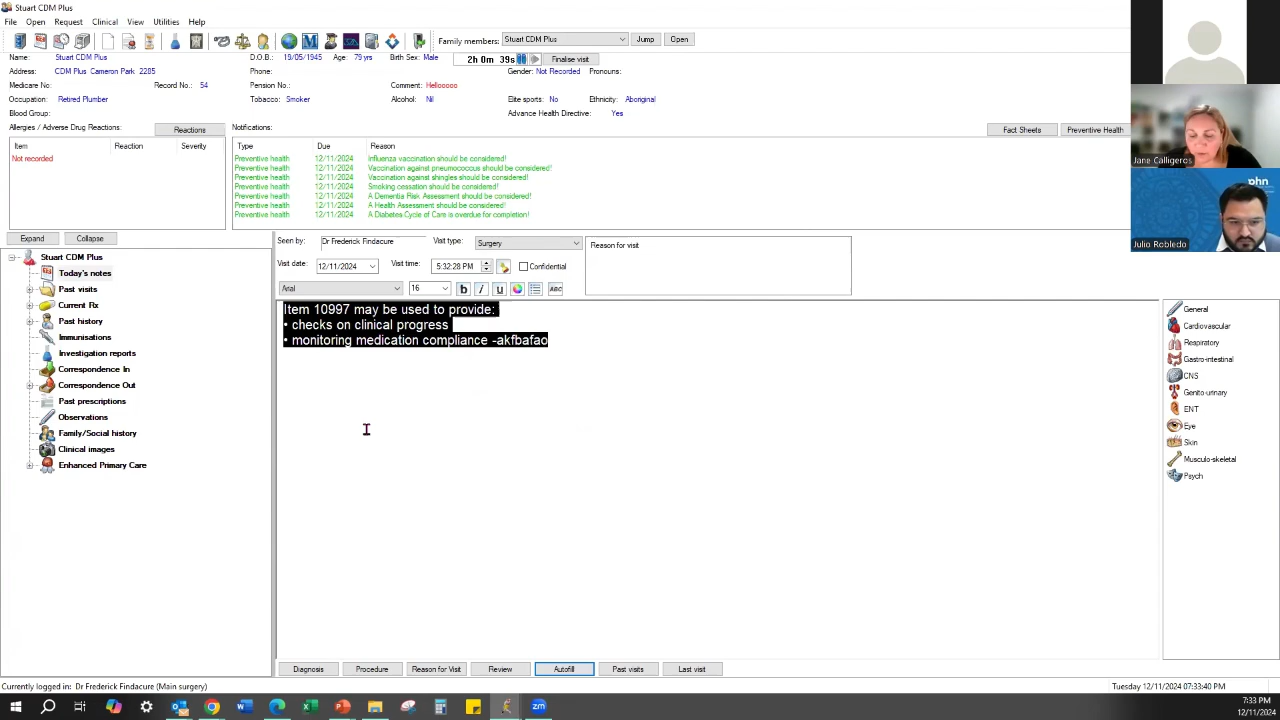 Stuart CDM Plus
File Open Request Clinical View Utilities Help
Family members: Stuart CDM Plus Jump Open
Name: Stuart CDM Plus D.O.B.: 19/05/1945 Age: 79 yrs Birth Sex: Male 2h 0m 39s Finalise visit
Address: CDM Plus Cameron Park 2285 Phone: Gender: Not Recorded Pronouns:
Medicare No: Record No.: 54 Pension No.: Comment: Hellooooo
Occupation: Retired Plumber Tobacco: Smoker Alcohol: Nil Elite sports: No Ethnicity: Aboriginal
Blood Group: Advance Health Directive: Yes
Allergies / Adverse Drug Reactions: Reactions Notifications: Fact Sheets Preventive Health
Item Reaction Severity Type Due Reason
Not recorded Preventive health 12/11/2024 Influenza vaccination should be considered!
Preventive health 12/11/2024 Vaccination against pneumococcus should be considered!
Preventive health 12/11/2024 Vaccination against shingles should be considered!
Preventive health 12/11/2024 Smoking cessation should be considered!
Preventive health 12/11/2024 A Dementia Risk Assessment should be considered!
Preventive health 12/11/2024 A Health Assessment should be considered!
Preventive health 12/11/2024 A Diabetes Cycle of Care is overdue for completion!
Jane Calligeros
phn
Julio Robledo
Expand Collapse
Stuart CDM Plus
Today's notes
Past visits
Current Rx
Past history
Immunisations
Investigation reports
Correspondence In
Correspondence Out
Past prescriptions
Observations
Family/Social history
Clinical images
Enhanced Primary Care
Seen by: Dr Frederick Findacure Visit type: Surgery Reason for visit
Visit date: 12/11/2024 Visit time: 5:32:28 PM Confidential
Arial 16 b i u ABC
Item 10997 may be used to provide:
• checks on clinical progress
• monitoring medication compliance -akfbafao
General
Cardiovascular
Respiratory
Gastro-intestinal
CNS
Genito-urinary
ENT
Eye
Skin
Musculo-skeletal
Psych
Diagnosis Procedure Reason for Visit Review Autofill Past visits Last visit
Currently logged in: Dr Frederick Findacure (Main surgery) Tuesday 12/11/2024 07:33:40 PM
7:33 PM
12/11/2024